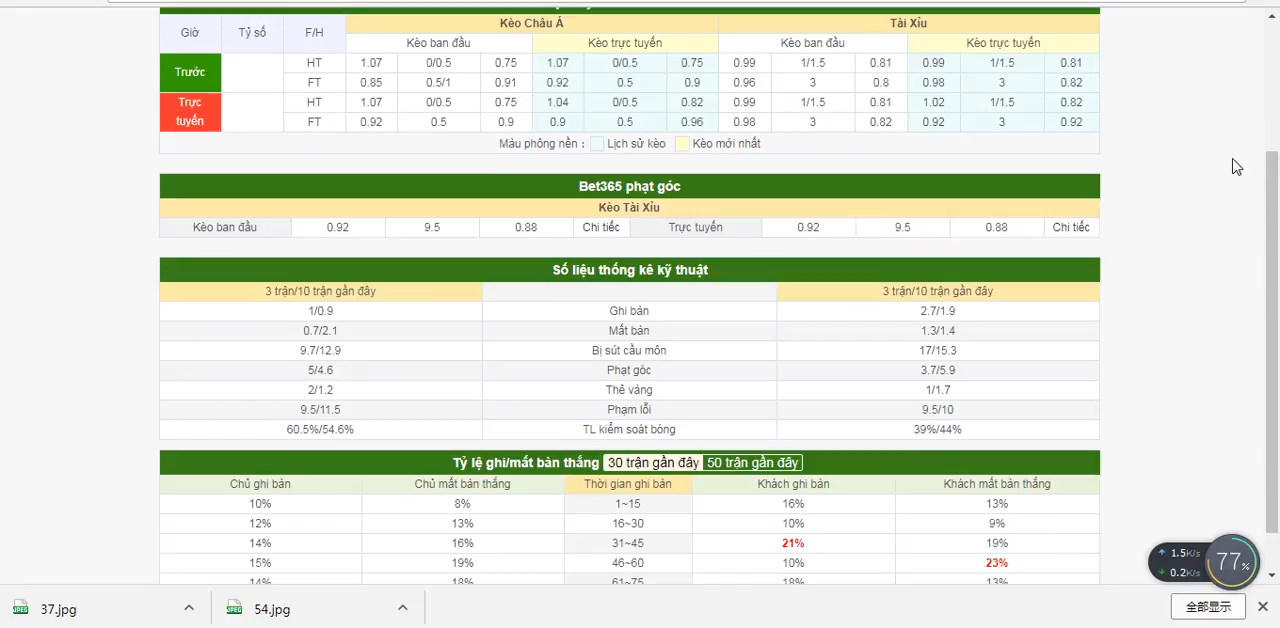 Kèo Châu Á Tài Xỉu
Giờ Tỷ số F/H
Kèo ban đầu Kèo trực tuyến Kèo ban đầu Kèo trực tuyến
Trước HT 1.07 0/0.5 0.75 1.07 0/0.5 0.75 0.99 1/1.5 0.81 0.99 1/1.5 0.81
FT 0.85 0.5/1 0.91 0.92 0.5 0.9 0.96 3 0.8 0.98 3 0.82
Trực tuyến HT 1.07 0/0.5 0.75 1.04 0/0.5 0.82 0.99 1/1.5 0.81 1.02 1/1.5 0.82
FT 0.92 0.5 0.9 0.9 0.5 0.96 0.98 3 0.82 0.92 3 0.92
Màu phông nền : Lịch sử kèo Kèo mới nhất
Bet365 phạt góc
Kèo Tài Xỉu
Kèo ban đầu 0.92 9.5 0.88 Chi tiếc Trực tuyến 0.92 9.5 0.88 Chi tiếc
Số liệu thống kê kỹ thuật
3 trận/10 trận gần đây 3 trận/10 trận gần đây
1/0.9 Ghi bàn 2.7/1.9
0.7/2.1 Mất bàn 1.3/1.4
9.7/12.9 Bị sút cầu môn 17/15.3
5/4.6 Phạt góc 3.7/5.9
2/1.2 Thẻ vàng 1/1.7
9.5/11.5 Phạm lỗi 9.5/10
60.5%/54.6% TL kiểm soát bóng 39%/44%
Tỷ lệ ghi/mất bàn thắng 30 trận gần đây 50 trận gần đây
Chủ ghi bàn Chủ mất bàn thắng Thời gian ghi bàn Khách ghi bàn Khách mất bàn thắng
10% 8% 1~15 16% 13%
12% 13% 16~30 10% 9%
14% 16% 31~45 21% 19%
15% 19% 46~60 10% 23%
14% 18% 61~75 18% 13%
1.5K/s
0.2K/s
77%
37.jpg 54.jpg 全部显示